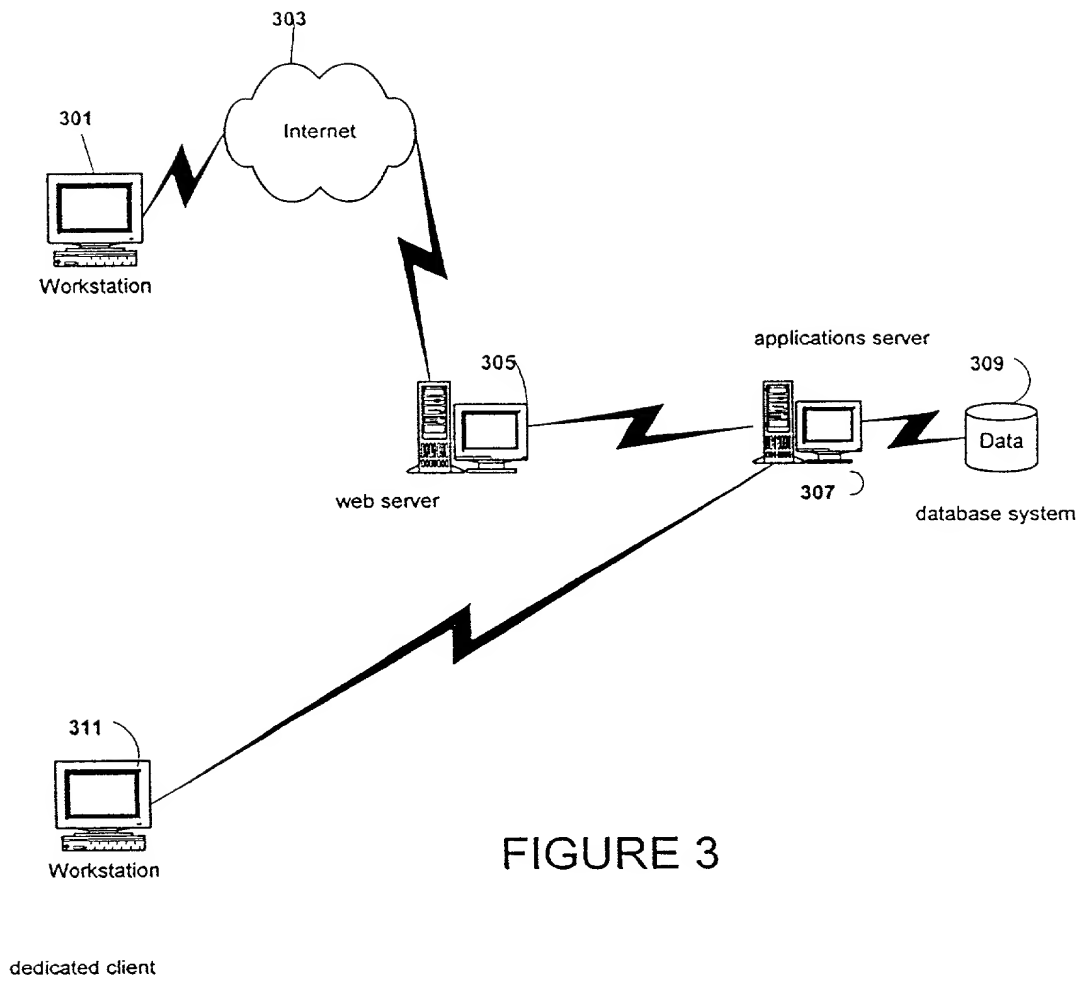 303
301
Internet
Workstation
applications server
305
309
Data
307
web server
database system
311
FIGURE 3
Workstation
dedicated client